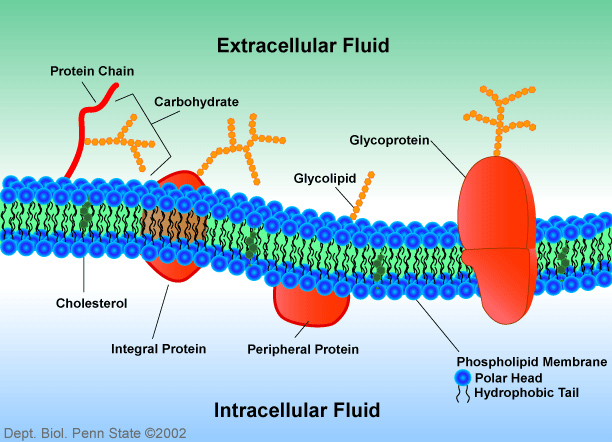 Extracellular Fluid
Protein Chain
Carbohydrate
Glycoprotein
Glycolipid
Cholesterol
Integral Protein
Peripheral Protein
Phospholipid Membrane
Polar Head
Hydrophobic Tail
Intracellular Fluid
Dept. Biol. Penn State ©2002